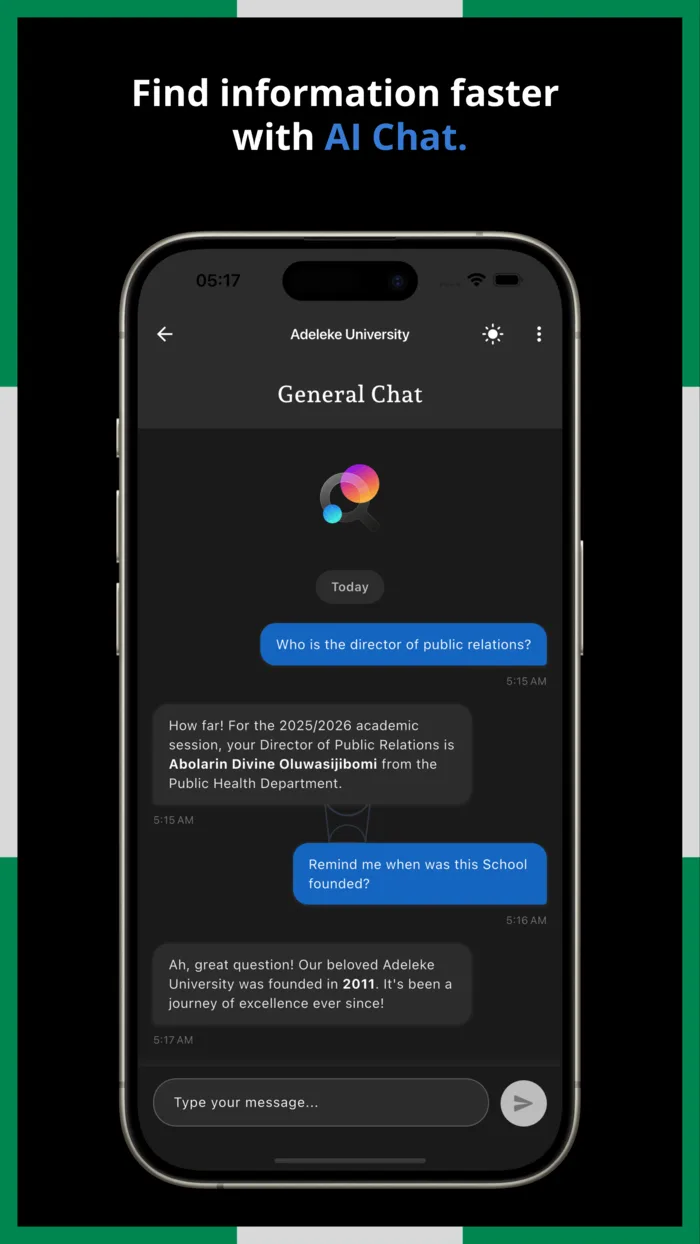 Find information faster
with AI Chat.
05:17
Adeleke University
General Chat
Today
Who is the director of public relations?
5:15 AM
How far! For the 2025/2026 academic
session, your Director of Public Relations is
Abolarin Divine Oluwasijibomi from the
Public Health Department.
5:15 AM
Remind me when was this School
founded?
5:16 AM
Ah, great question! Our beloved Adeleke
University was founded in 2011. It's been a
journey of excellence ever since!
5:17 AM
Type your message...